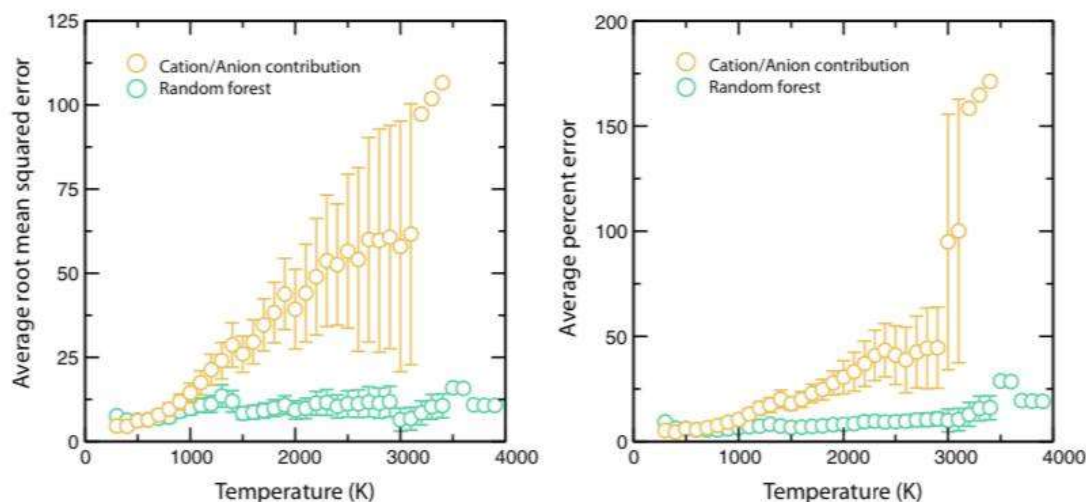 125
100
75
50
25
0
Average root mean squared error
Cation/Anion contribution
Random forest
0 1000 2000 3000 4000
Temperature (K)
200
150
100
50
0
Average percent error
Cation/Anion contribution
Random forest
0 1000 2000 3000 4000
Temperature (K)